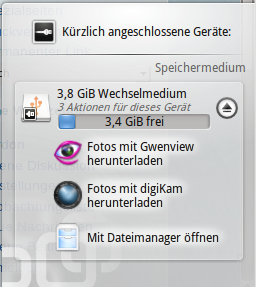 Kürzlich angeschlossene Geräte:
Speichermedium
3,8 GiB Wechselmedium
3 Aktionen für dieses Gerät
3,4 GiB frei
Fotos mit Gwenview
herunterladen
Fotos mit digiKam
herunterladen
Mit Dateimanager öffnen